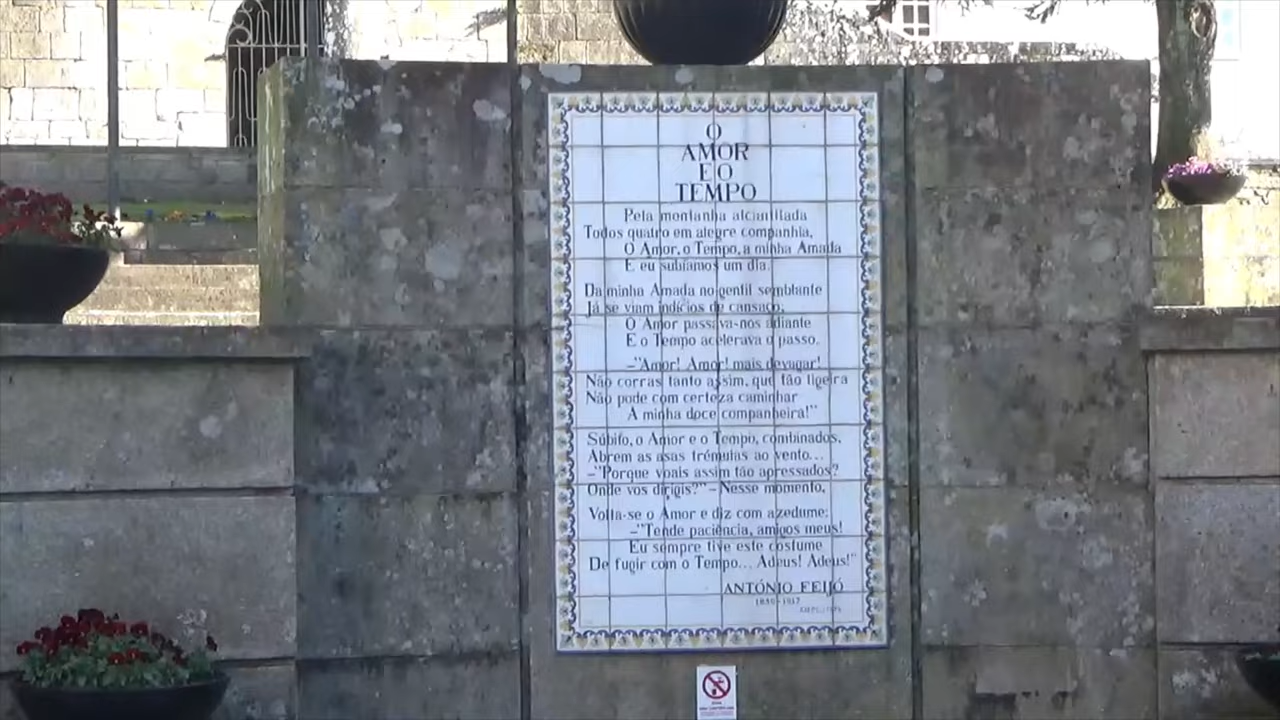 O
AMOR
E O
TEMPO
Pela montanha alcantilada
Todos quatro em alegre companhia,
O Amor, o Tempo, a minha Amada
E eu subíamos um dia.
Da minha Amada no gentil semblante
Já se viam indícios de cansaço;
O Amor passava-nos adiante
E o Tempo acelerava o passo.
–"Amor! Amor! mais devagar!
Não corras tanto assim, que tão ligeira
Não pode com certeza caminhar
A minha doce companheira!"
Súbito, o Amor e o Tempo, combinados,
Abrem as asas trémulas ao vento...
–"Porque voais assim tão apressados?
Onde vos dirigis?" – Nesse momento,
Volta-se o Amor e diz com azedume:
–"Tende paciência, amigos meus!
Eu sempre tive este costume
De fugir com o Tempo... Adeus! Adeus!"
ANTÓNIO FEIJÓ